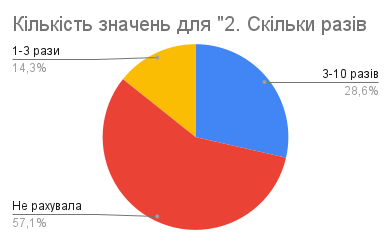 Кількість значень для "2. Скільки разів
1-3 рази
14,3%
3-10 разів
28,6%
Не рахувала
57,1%